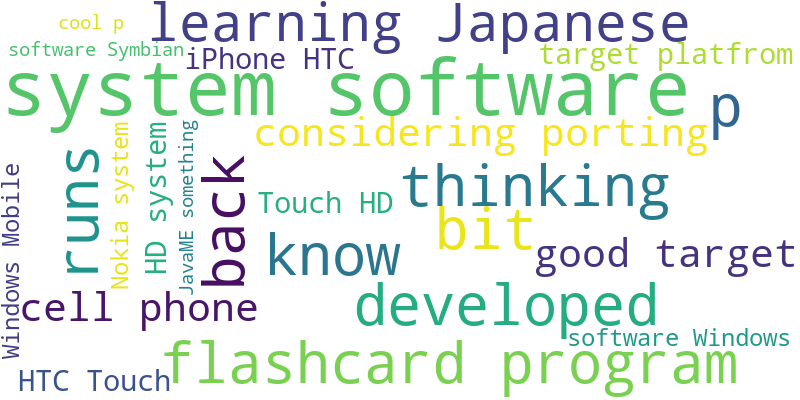 cool p
learning Japanese
software Symbian
iPhone HTC
target platfrom
system software
p
considering porting
runs
Nokia system
HD system
JavaME something
back
Windows Mobile
thinking
Touch HD
bit
know
good target
cell phone
developed
software Windows
flashcard program
HTC Touch